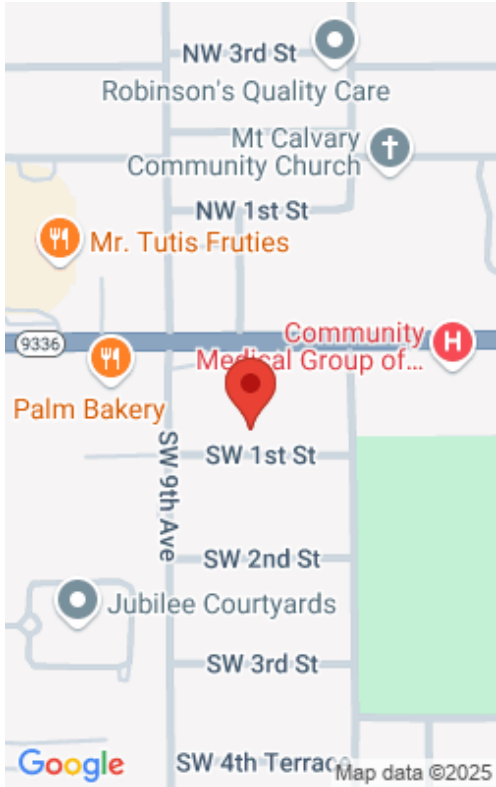 NW 3rd St
Robinson's Quality Care
Mt Calvary
Community Church
NW 1st St
Mr. Tutis Fruties
9336
Community
Medical Group of...
Palm Bakery
SW 1st St
SW 9th Ave
SW 2nd St
Jubilee Courtyards
SW 3rd St
SW 4th Terrace
Google
Map data ©2025